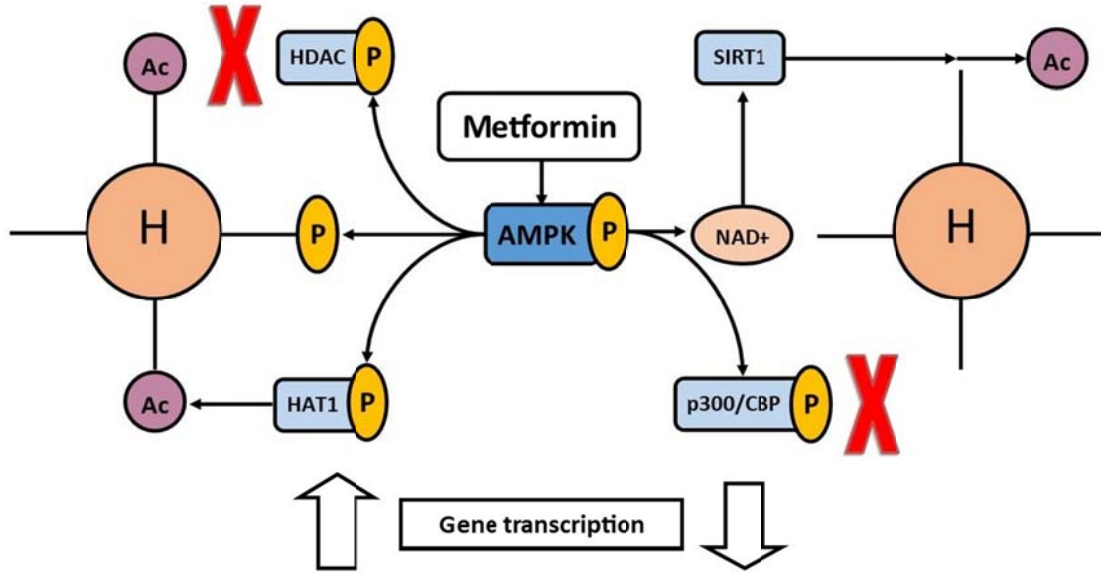 Ac
HDAC
P
SIRT1
Ac
Metformin
H
P
AMPK
P
NAD+
H
Ac
HAT1
P
p300/CBP
P
Gene transcription